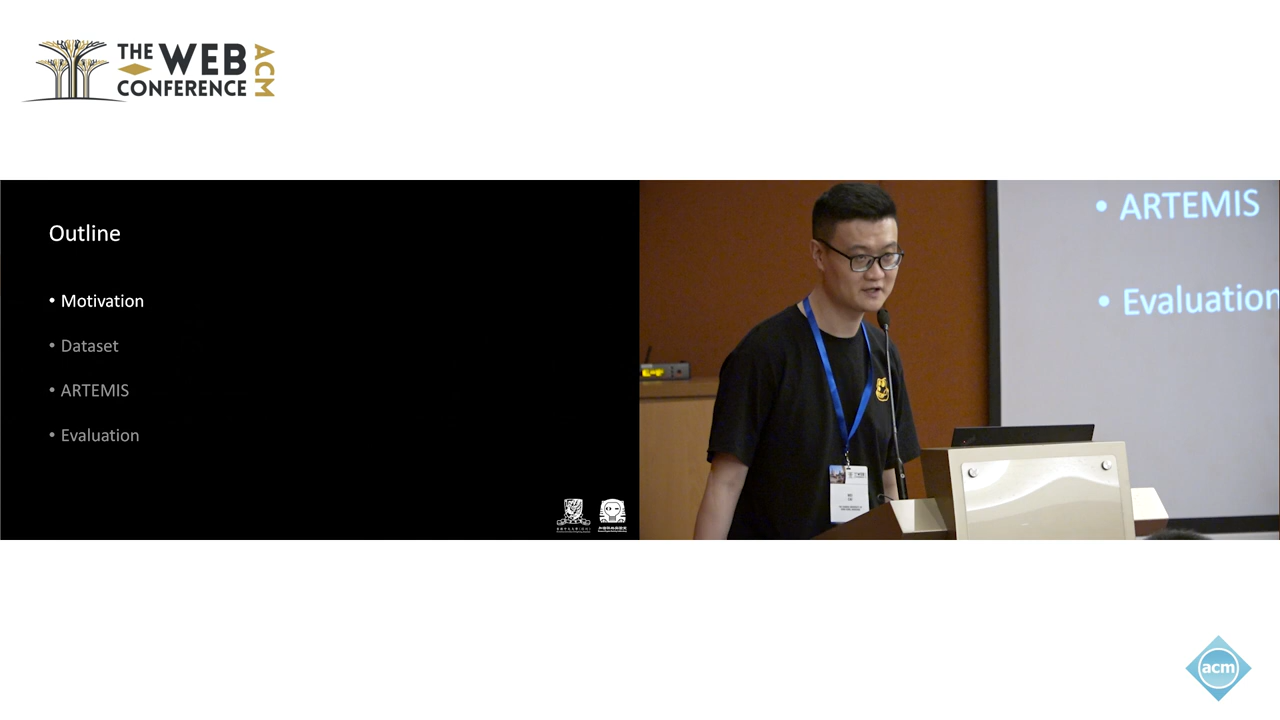 THE WEB
CONFERENCE
ACM
Outline
• Motivation
• Dataset
• ARTEMIS
• Evaluation
• ARTEMIS
• Evaluation
acm